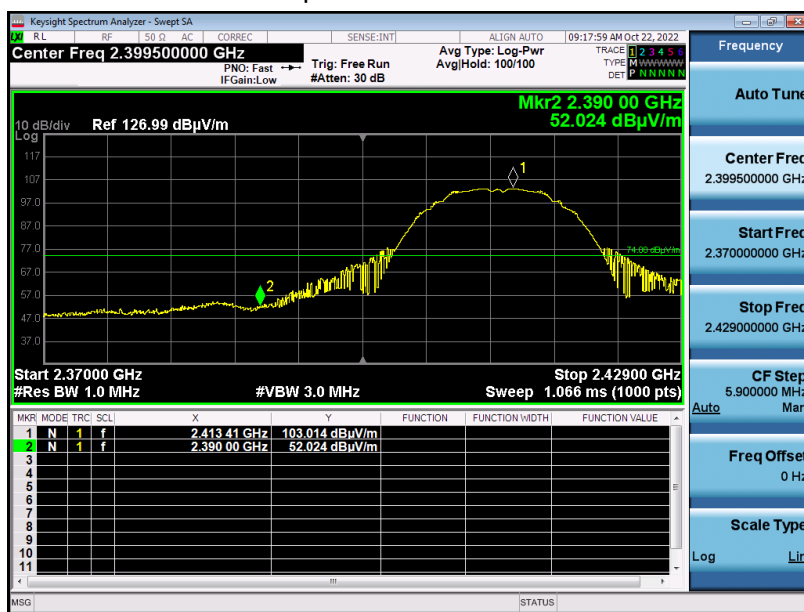 Keysight Spectrum Analyzer - Swept SA
LXI RL RF 50 Ω AC CORREC SENSE:INT ALIGN AUTO 09:17:59 AM Oct 22, 2022
Center Freq 2.399500000 GHz
PNO: Fast
IFGain:Low
Trig: Free Run
#Atten: 30 dB
Avg Type: Log-Pwr
Avg|Hold: 100/100
TRACE 1 2 3 4 5 6
TYPE M WWWWW
DET P N N N N N
Mkr2 2.390 00 GHz
52.024 dBµV/m
10 dB/div Ref 126.99 dBµV/m
Log
117
107
97.0
87.0
77.0
67.0
57.0
47.0
37.0
1
2
74.00 dBµV/m
Start 2.37000 GHz Stop 2.42900 GHz
#Res BW 1.0 MHz #VBW 3.0 MHz Sweep 1.066 ms (1000 pts)
MKR MODE TRC SCL X Y FUNCTION FUNCTION WIDTH FUNCTION VALUE
1 N 1 f 2.413 41 GHz 103.014 dBµV/m
2 N 1 f 2.390 00 GHz 52.024 dBµV/m
3
4
5
6
7
8
9
10
11
MSG STATUS
Frequency
Auto Tune
Center Freq
2.399500000 GHz
Start Freq
2.370000000 GHz
Stop Freq
2.429000000 GHz
CF Step
5.900000 MHz
Auto Man
Freq Offset
0 Hz
Scale Type
Log Lin